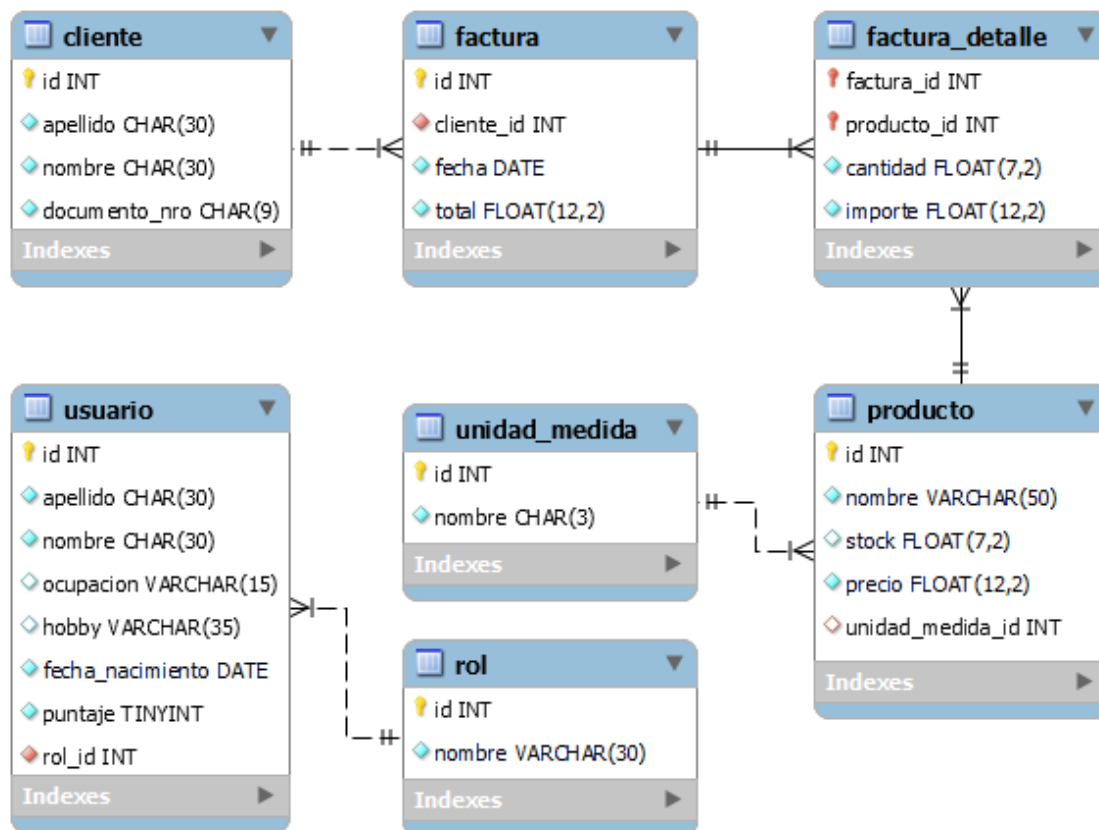 cliente
id INT
apellido CHAR(30)
nombre CHAR(30)
documento_nro CHAR(9)
Indexes
factura
id INT
cliente_id INT
fecha DATE
total FLOAT(12,2)
Indexes
factura_detalle
factura_id INT
producto_id INT
cantidad FLOAT(7,2)
importe FLOAT(12,2)
Indexes
usuario
id INT
apellido CHAR(30)
nombre CHAR(30)
ocupacion VARCHAR(15)
hobby VARCHAR(35)
fecha_nacimiento DATE
puntaje TINYINT
rol_id INT
Indexes
unidad_medida
id INT
nombre CHAR(3)
Indexes
rol
id INT
nombre VARCHAR(30)
Indexes
producto
id INT
nombre VARCHAR(50)
stock FLOAT(7,2)
precio FLOAT(12,2)
unidad_medida_id INT
Indexes